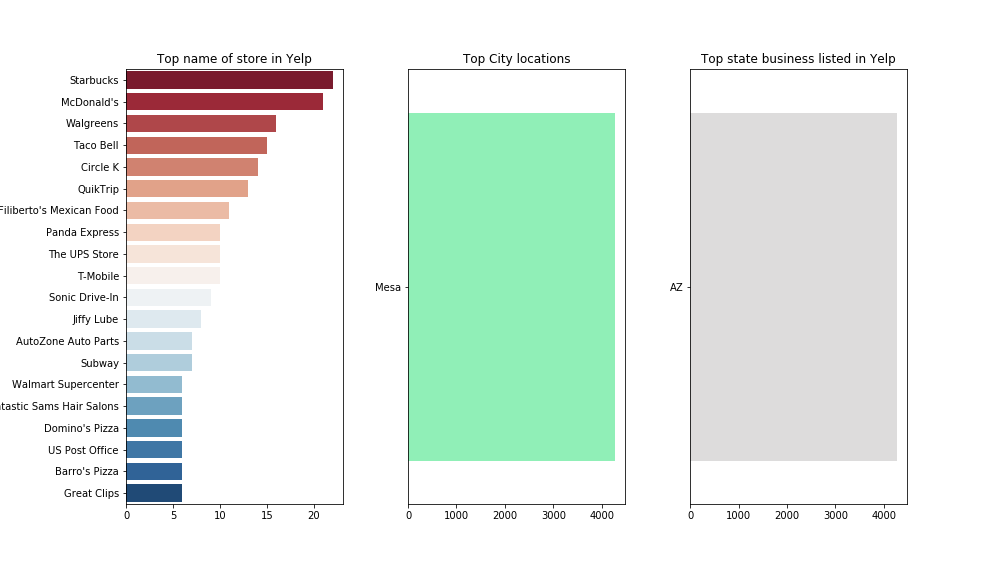 Top name of store in Yelp
Starbucks
McDonald's
Walgreens
Taco Bell
Circle K
QuikTrip
Filiberto's Mexican Food
Panda Express
The UPS Store
T-Mobile
Sonic Drive-In
Jiffy Lube
AutoZone Auto Parts
Subway
Walmart Supercenter
tastic Sams Hair Salons
Domino's Pizza
US Post Office
Barro's Pizza
Great Clips
0 5 10 15 20
Top City locations
Mesa
0 1000 2000 3000 4000
Top state business listed in Yelp
AZ
0 1000 2000 3000 4000